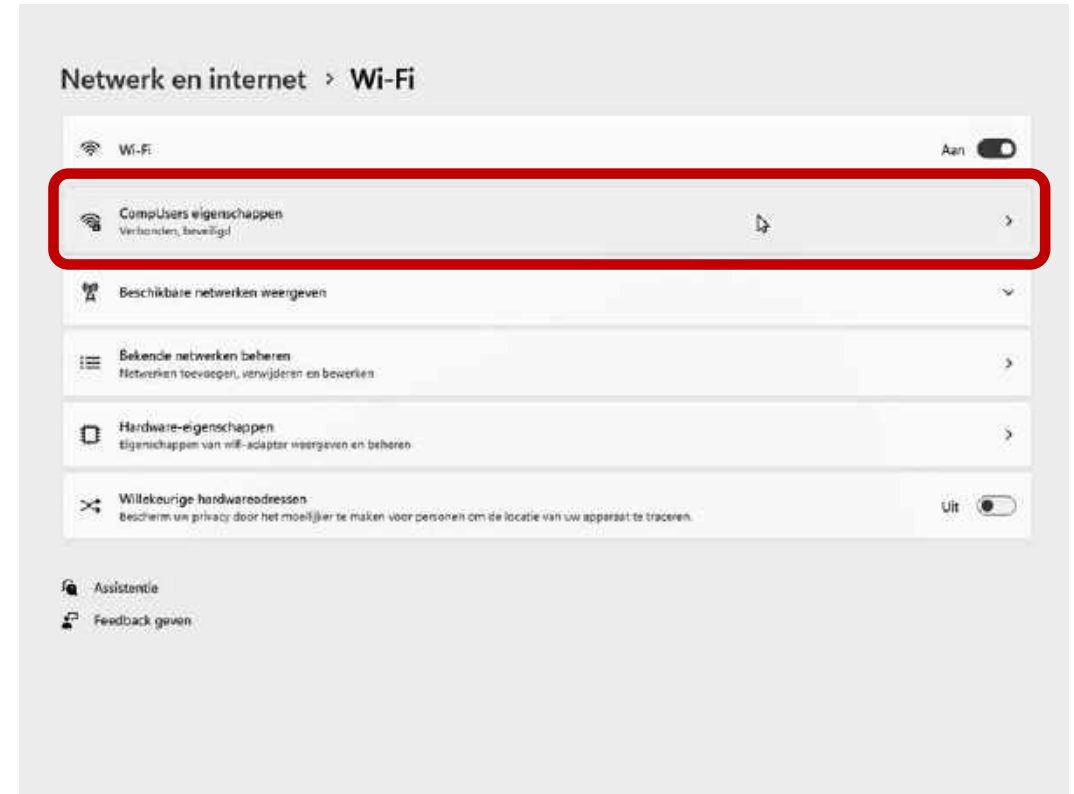 Netwerk en internet > Wi-Fi
Wi-Fi
Aan
CompUsers eigenschappen
Verbonden, beveiligd
Beschikbare netwerken weergeven
Bekende netwerken beheren
Netwerken toevoegen, verwijderen en bewerken
Hardware-eigenschappen
Eigenschappen van wifi-adapter weergeven en beheren
Willekeurige hardwareadressen
Bescherm uw privacy door het moeilijker te maken voor personen om de locatie van uw apparaat te traceren.
Uit
Assistentie
Feedback geven